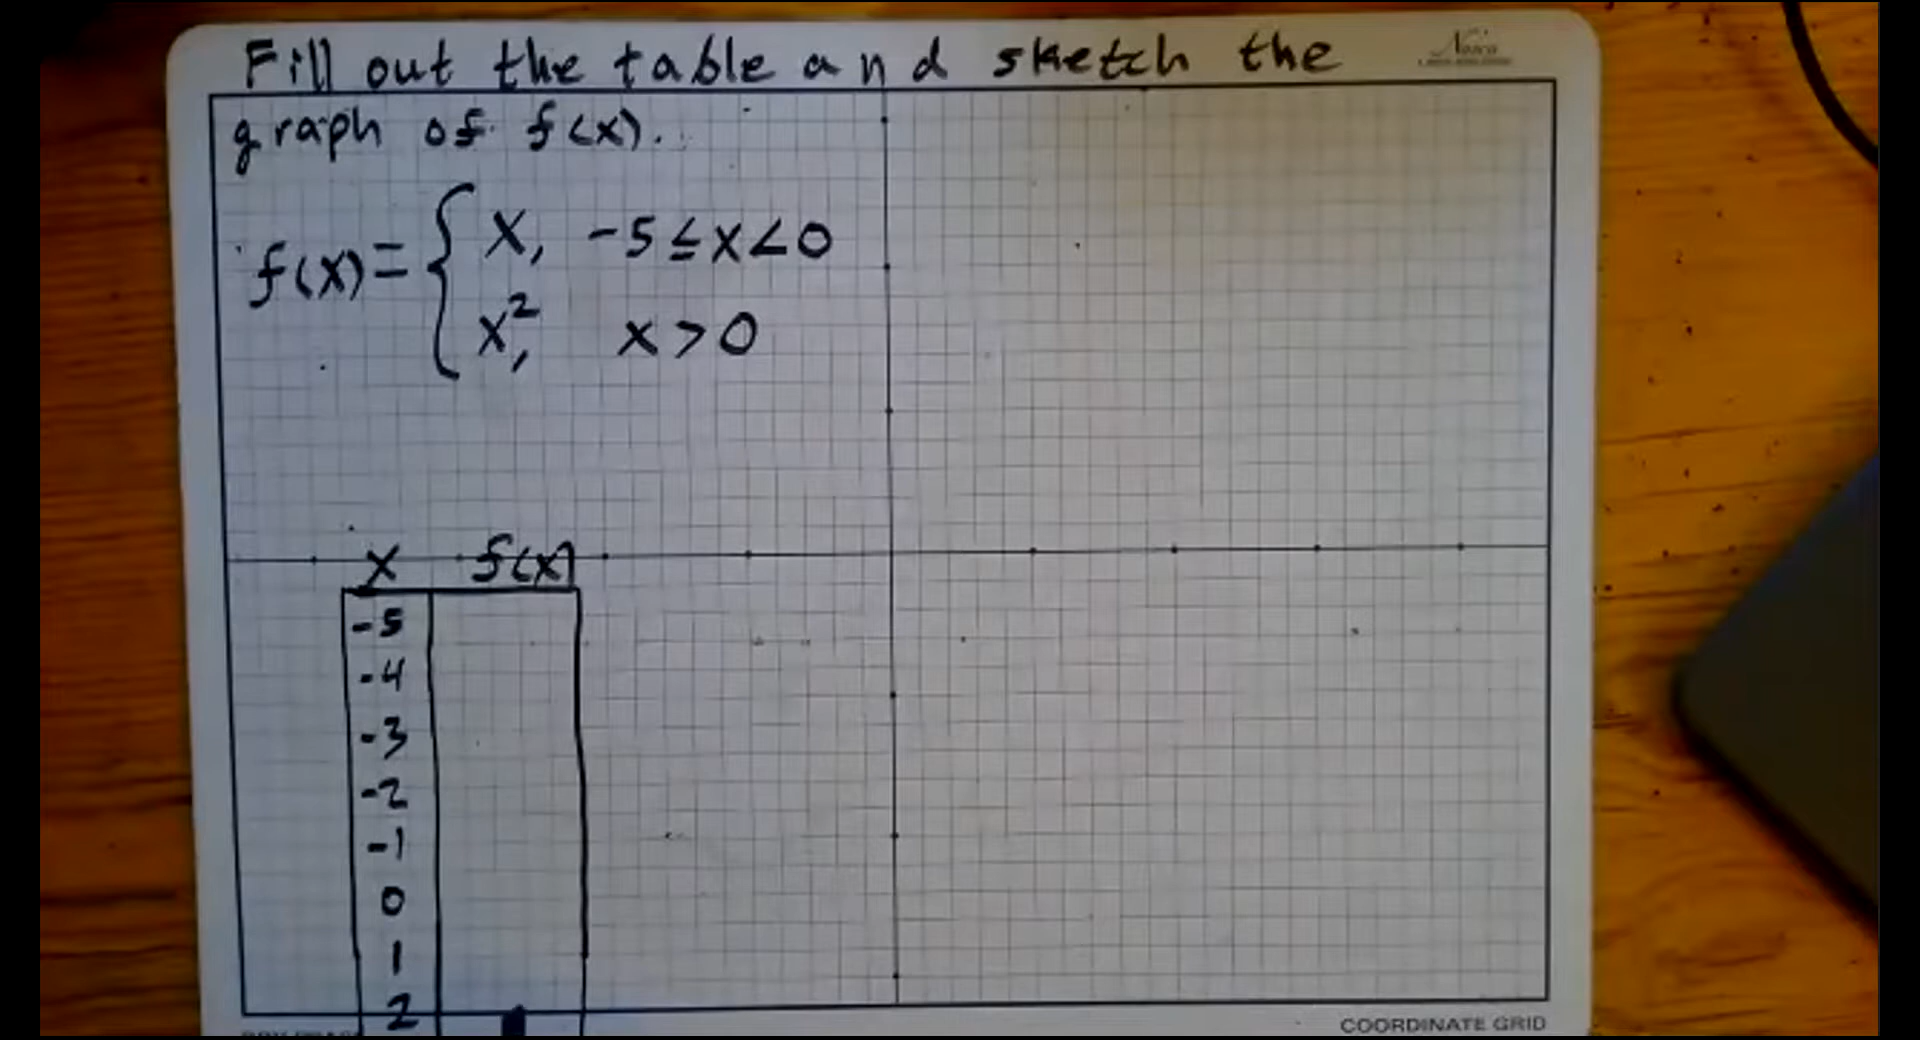 Fill out the table and sketch the
graph of f(x).
f(x)= { x, -5≤x<0
x², x>0
x f(x)
-5
-4
-3
-2
-1
0
1
2
COORDINATE GRID